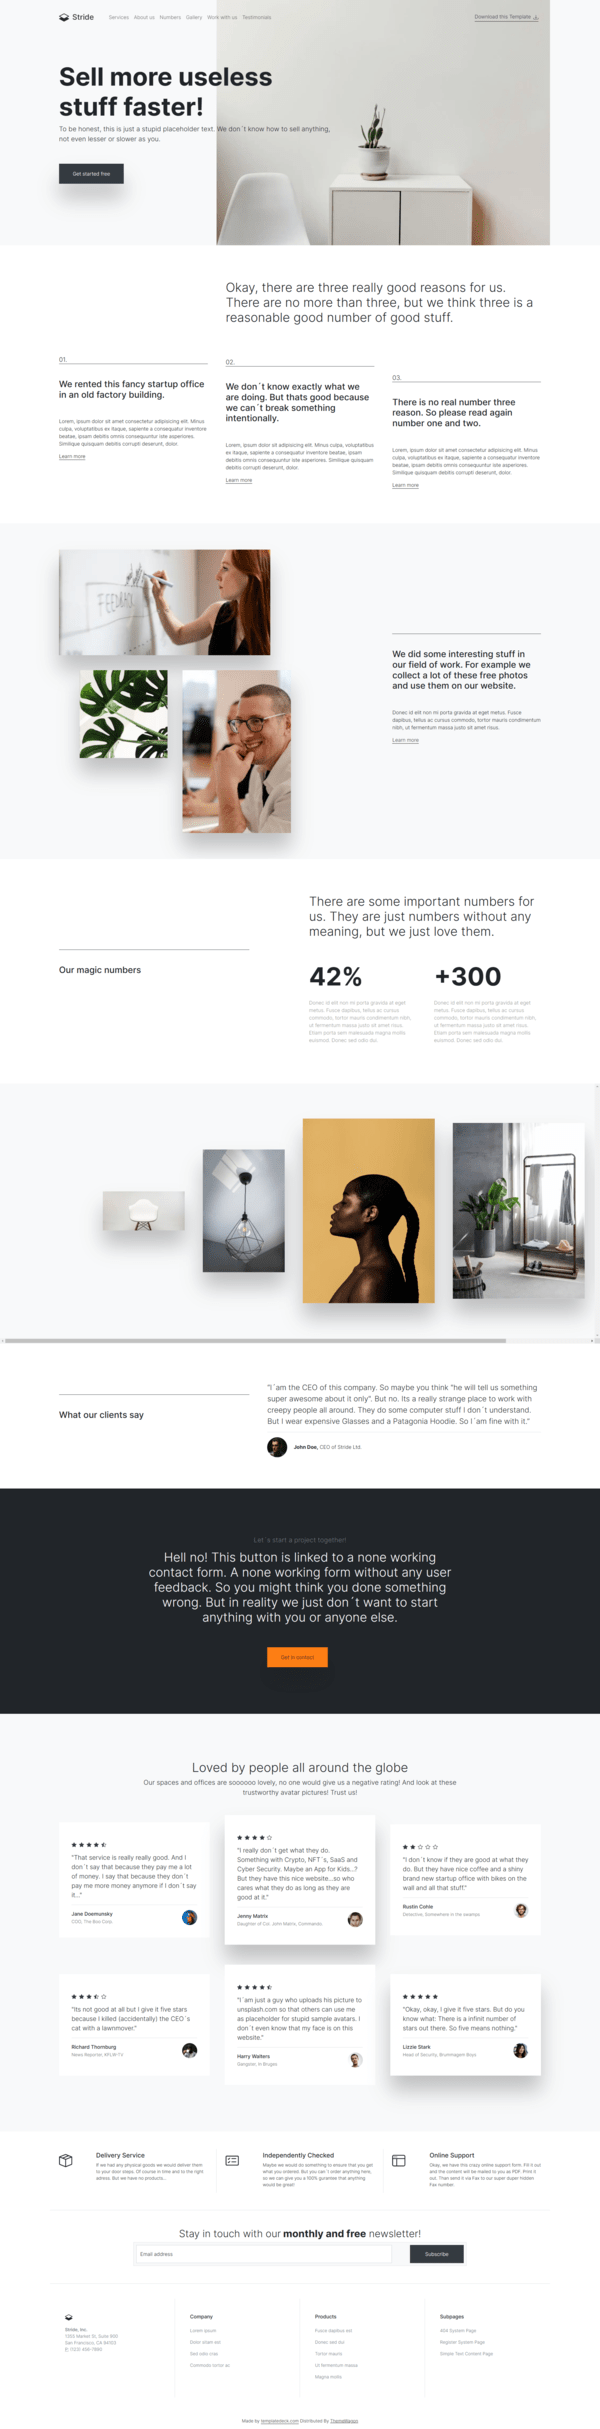 Stride
Services About us Numbers Gallery Work with us Testimonials
Download this Template
Sell more useless
stuff faster!
To be honest, this is just a stupid placeholder text. We don´t know how to sell anything,
not even lesser or slower as you.
Get started free
Okay, there are three really good reasons for us.
There are no more than three, but we think three is a
reasonable good number of good stuff.
01.
We rented this fancy startup office
in an old factory building.
Lorem, ipsum dolor sit amet consectetur adipisicing elit. Minus
culpa, voluptatibus ex itaque, sapiente a consequatur inventore
beatae, ipsam debitis omnis consequuntur iste asperiores.
Similique quisquam debitis corrupti deserunt, dolor.
Learn more
02.
We don´t know exactly what we
are doing. But thats good because
we can´t break something
intentionally.
Lorem, ipsum dolor sit adipisicing elit. Minus culpa, voluptatibus
ex itaque, sapiente a consequatur inventore beatae, ipsam
debitis omnis consequuntur iste asperiores. Similique quisquam
debitis corrupti deserunt, dolor.
Learn more
03.
There is no real number three
reason. So please read again
number one and two.
Lorem, ipsum dolor sit amet consectetur adipisicing elit. Minus
culpa, voluptatibus ex itaque, sapiente a consequatur inventore
beatae, ipsam debitis omnis consequuntur iste asperiores.
Similique quisquam debitis corrupti deserunt, dolor.
Learn more
FEEDBACK
We did some interesting stuff in
our field of work. For example we
collect a lot of these free photos
and use them on our website.
Donec id elit non mi porta gravida at eget metus. Fusce
dapibus, tellus ac cursus commodo, tortor mauris condimentum
nibh, ut fermentum massa justo sit amet risus.
Learn more
There are some important numbers for
us. They are just numbers without any
meaning, but we just love them.
Our magic numbers
42%
Donec id elit non mi porta gravida at eget
metus. Fusce dapibus, tellus ac cursus
commodo, tortor mauris condimentum nibh,
ut fermentum massa justo sit amet risus.
Etiam porta sem malesuada magna mollis
euismod. Donec sed odio dui.
+300
Donec id elit non mi porta gravida at eget
metus. Fusce dapibus, tellus ac cursus
commodo, tortor mauris condimentum nibh,
ut fermentum massa justo sit amet risus.
Etiam porta sem malesuada magna mollis
euismod. Donec sed odio dui.
What our clients say
"I´am the CEO of this company. So maybe you think "he will tell us something
super awesome about it only". But no. Its a really strange place to work with
creepy people all around. They do some computer stuff I don´t understand.
But I wear expensive Glasses and a Patagonia Hoodie. So I´am fine with it."
John Doe, CEO of Stride Ltd.
Let´s start a project together!
Hell no! This button is linked to a none working
contact form. A none working form without any user
feedback. So you might think you done something
wrong. But in reality we just don´t want to start
anything with you or anyone else.
Get in contact
Loved by people all around the globe
Our spaces and offices are soooooo lovely, no one would give us a negative rating! And look at these
trustworthy avatar pictures! Trust us!
"That service is really really good. And I
don´t say that because they pay me a lot
of money. I say that because they don´t
pay me more money anymore if I don´t say
it..."
Jane Doemunsky
COO, The Boo Corp.
"I really don´t get what they do.
Something with Crypto, NFT´s, SaaS and
Cyber Security. Maybe an App for Kids...?
But they have this nice website...so who
cares what they do as long as they are
good at it."
Jenny Matrix
Daughter of Col. John Matrix, Commando
"I don´t know if they are good at what they
do. But they have nice coffee and a shiny
brand new startup office with bikes on the
wall and all that stuff."
Rustin Cohle
Detective, Somewhere in the swamps
"Its not good at all but I give it five stars
because I killed (accidentally) the CEO´s
cat with a lawnmower."
Richard Thornburg
News Reporter, KFLW-TV
"I´am just a guy who uploads his picture to
unsplash.com so that others can use me
as placeholder for stupid sample avatars. I
don´t even know that my face is on this
website."
Harry Walters
Gangster, In Bruges
"Okay, okay, I give it five stars. But do you
know what: There is a infinit number of
stars out there. So five means nothing."
Lizzie Stark
Head of Security, Brummagem Boys
Delivery Service
If we had any physical goods we would deliver them
to your door steps. Of course in time and to the right
adress. But we have no products...
Independently Checked
Maybe we would do something to ensure that you get
what you ordered. But you can´t order anything here,
so we can give you a 100% gurantee that anything
would be great!
Online Support
Okay, we have this crazy online support form. Fill it out
and the content will be mailed to you as PDF. Print it
out. Than send it via Fax to our super duper hidden
Fax number.
Stay in touch with our monthly and free newsletter!
Email address
Subscribe
Stride, Inc.
1355 Market St, Suite 900
San Francisco, CA 94103
P: (123) 456-7890
Company
Lorem ipsum
Dolor sitam est
Sed odio cras
Commodo tortor ac
Products
Fusce dapibus est
Donec sed dui
Tortor mauris
Ut fermentum massa
Magna mollis
Subpages
404 System Page
Register System Page
Simple Text Content Page
Made by templatedeck.com Distributed By ThemeWagon